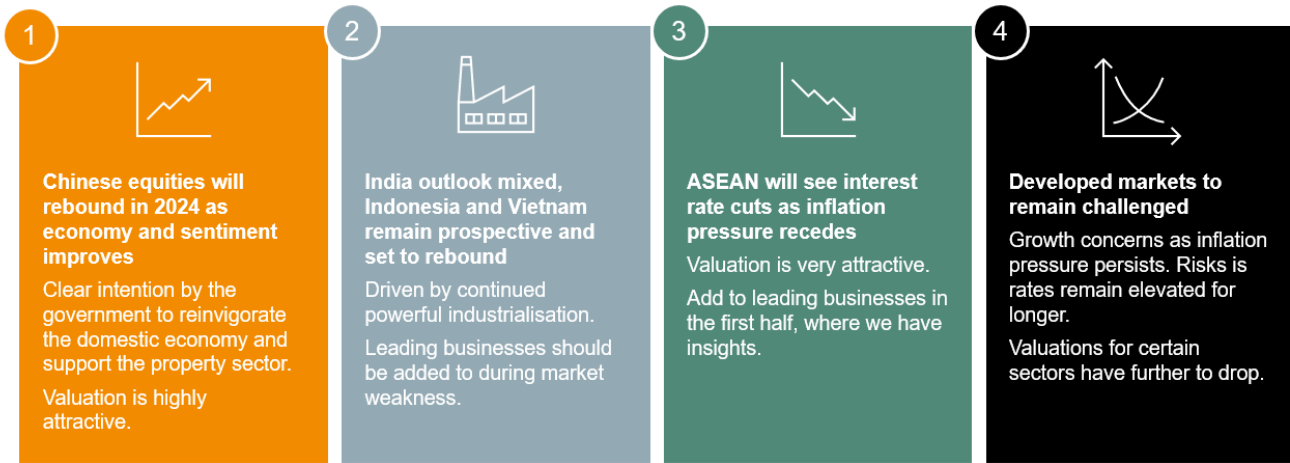 1
Chinese equities will
rebound in 2024 as
economy and sentiment
improves
Clear intention by the
government to reinvigorate
the domestic economy and
support the property sector.
Valuation is highly
attractive.
2
India outlook mixed,
Indonesia and Vietnam
remain prospective and
set to rebound
Driven by continued
powerful industrialisation.
Leading businesses should
be added to during market
weakness.
3
ASEAN will see interest
rate cuts as inflation
pressure recedes
Valuation is very attractive.
Add to leading businesses in
the first half, where we have
insights.
4
Developed markets to
remain challenged
Growth concerns as inflation
pressure persists. Risks is
rates remain elevated for
longer.
Valuations for certain
sectors have further to drop.